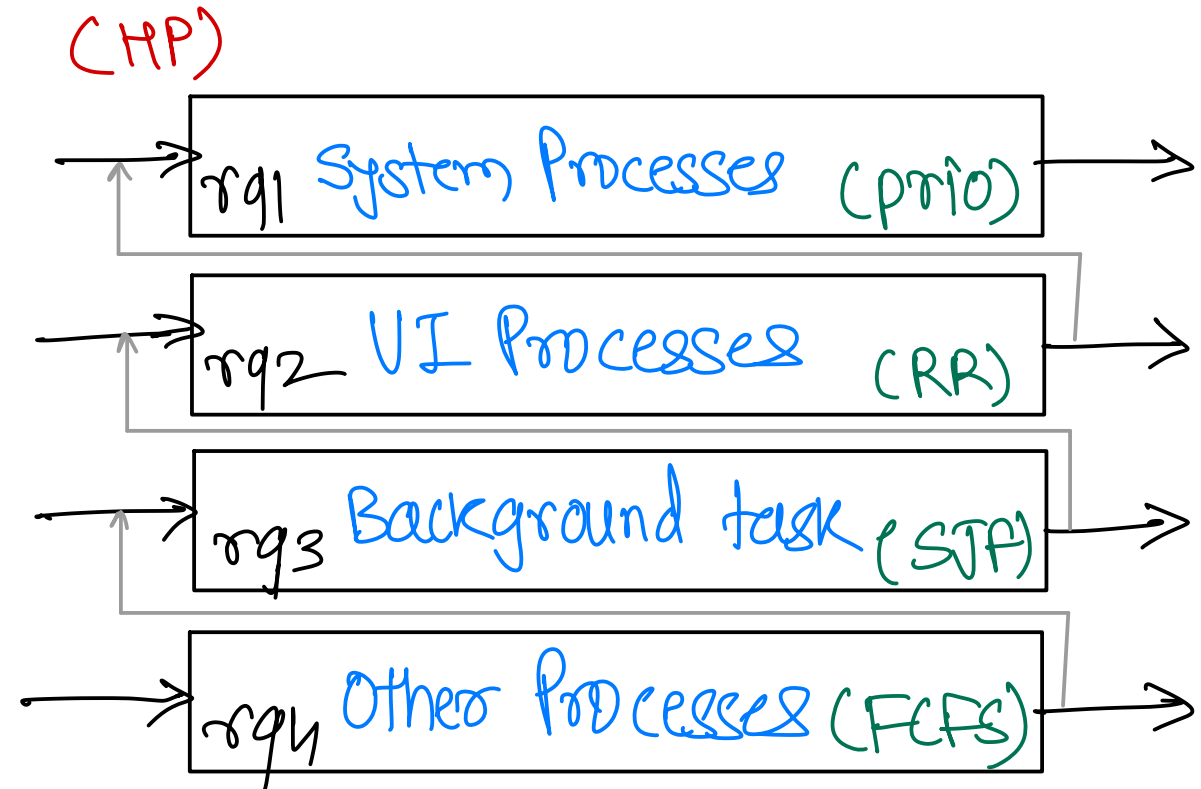 (HP)
rq1 System Processes (prio)
rq2 UI Processes (RR)
rq3 Background task (SJF)
rq4 Other Processes (FCFS)